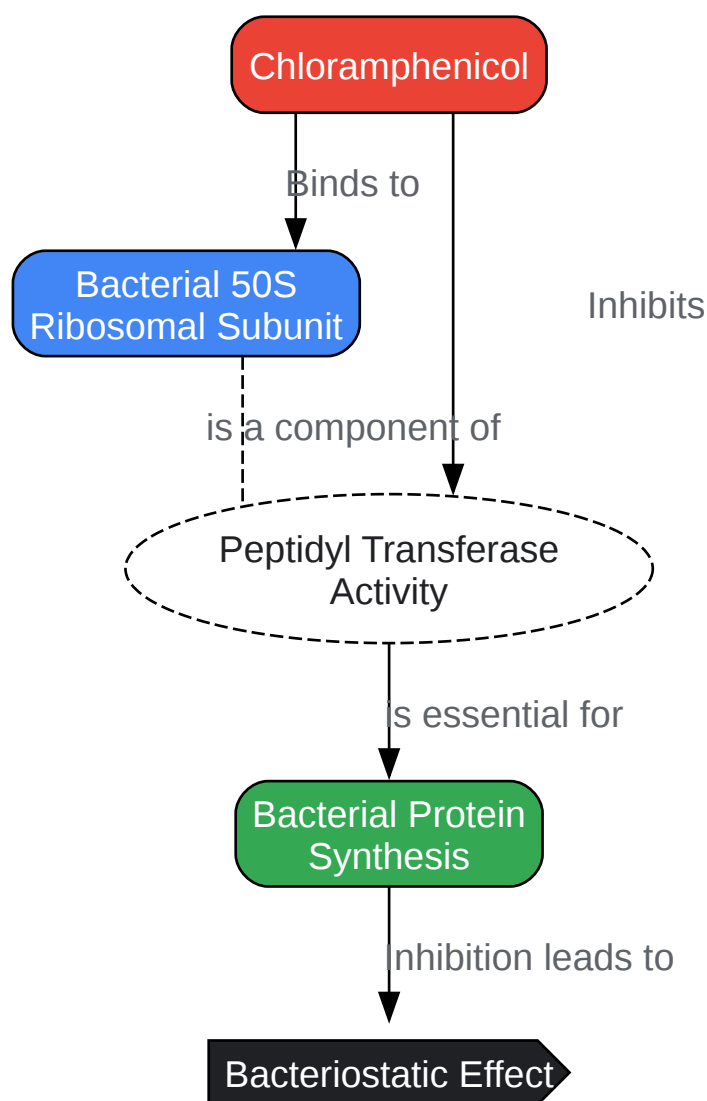 Chloramphenicol
Binds to
Bacterial 50S
Ribosomal Subunit
Inhibits
is a component of
Peptidyl Transferase
Activity
is essential for
Bacterial Protein
Synthesis
Inhibition leads to
Bacteriostatic Effect